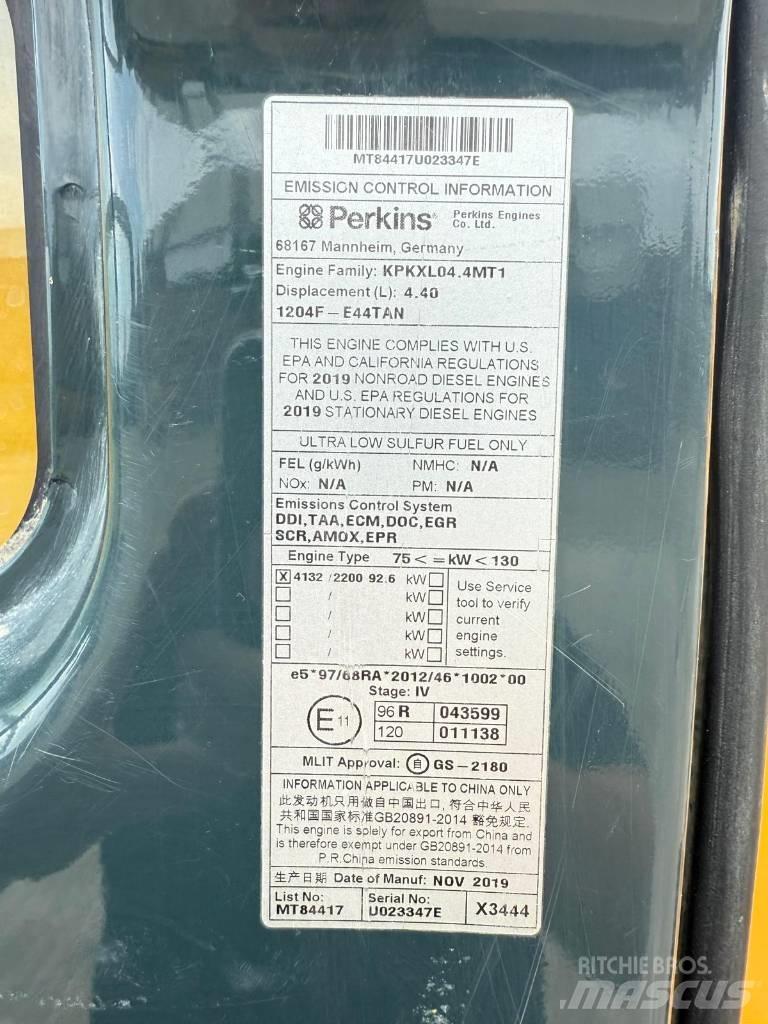 MT84417U023347E
EMISSION CONTROL INFORMATION
Perkins® Perkins Engines
Co. Ltd.
68167 Mannheim, Germany
Engine Family: KPKXL04.4MT1
Displacement (L): 4.40
1204F-E44TAN
THIS ENGINE COMPLIES WITH U.S.
EPA AND CALIFORNIA REGULATIONS
FOR 2019 NONROAD DIESEL ENGINES
AND U.S. EPA REGULATIONS FOR
2019 STATIONARY DIESEL ENGINES
ULTRA LOW SULFUR FUEL ONLY
FEL (g/kWh) NMHC: N/A
NOx: N/A PM: N/A
Emissions Control System
DDI,TAA,ECM,DOC,EGR
SCR,AMOX,EPR
Engine Type 75<=kW<130
X 4132 /2200 92.6 kW
/ kW
/ kW
/ kW
/ kW
Use Service
tool to verify
current
engine
settings.
e5*97/68RA*2012/46*1002*00
Stage: IV
E 11 96 R 043599
120 011138
MLIT Approval: 自 GS-2180
INFORMATION APPLICABLE TO CHINA ONLY
此发动机只用做自中国出口, 符合中华人民
共和国国家标准GB20891-2014 豁免规定.
This engine is solely for export from China and
is therefore exempt under GB20891-2014 from
P.R.China emission standards.
生产日期 Date of Manuf: NOV 2019
List No: Serial No:
MT84417 U023347E X3444
RITCHIE BROS.
MASCUS